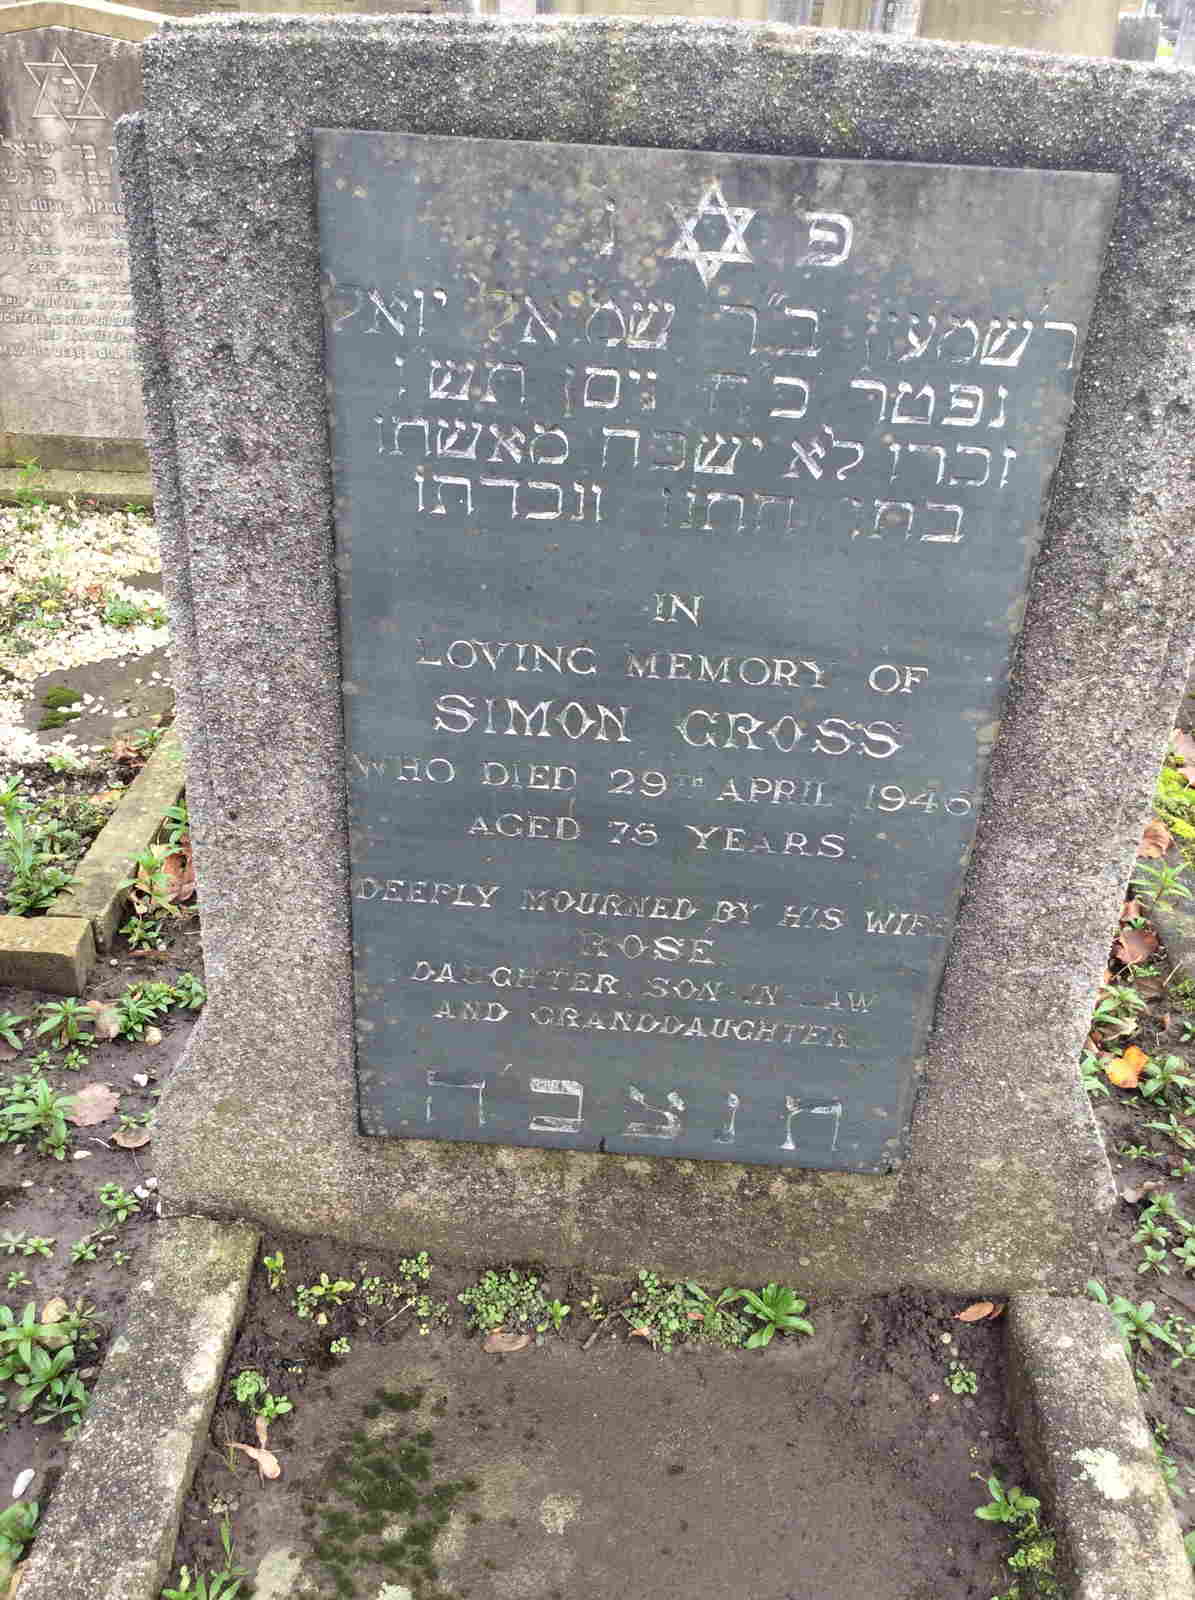 פ ו
ר שמעון ב"ר שמואל יואל
נפטר כ"ח ניסן תש"ו
זכרו לא ישכח מאשתו
בתו חתנו ונכדתו
IN
LOVING MEMORY OF
SIMON GROSS
WHO DIED 29TH APRIL 1946
AGED 75 YEARS.
DEEPLY MOURNED BY HIS WIFE
ROSE
DAUGHTER, SON-IN-LAW
AND GRANDDAUGHTER
ת נ צ ב ה